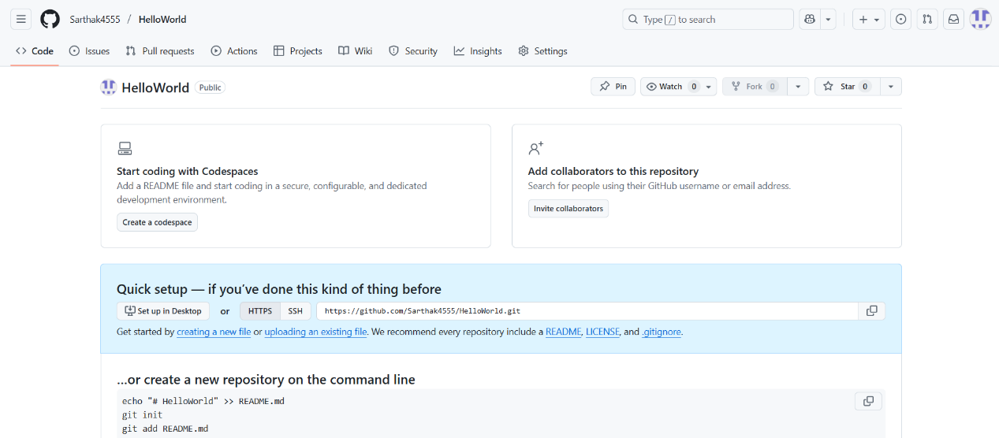 Sarthak4555 / HelloWorld
Type / to search
Code Issues Pull requests Actions Projects Wiki Security Insights Settings
HelloWorld Public
Pin Watch 0 Fork 0 Star 0
Start coding with Codespaces
Add a README file and start coding in a secure, configurable, and dedicated
development environment.
Create a codespace
Add collaborators to this repository
Search for people using their GitHub username or email address.
Invite collaborators
Quick setup — if you’ve done this kind of thing before
Set up in Desktop or HTTPS SSH https://github.com/Sarthak4555/HelloWorld.git
Get started by creating a new file or uploading an existing file. We recommend every repository include a README, LICENSE, and .gitignore.
…or create a new repository on the command line
echo "# HelloWorld" >> README.md
git init
git add README.md